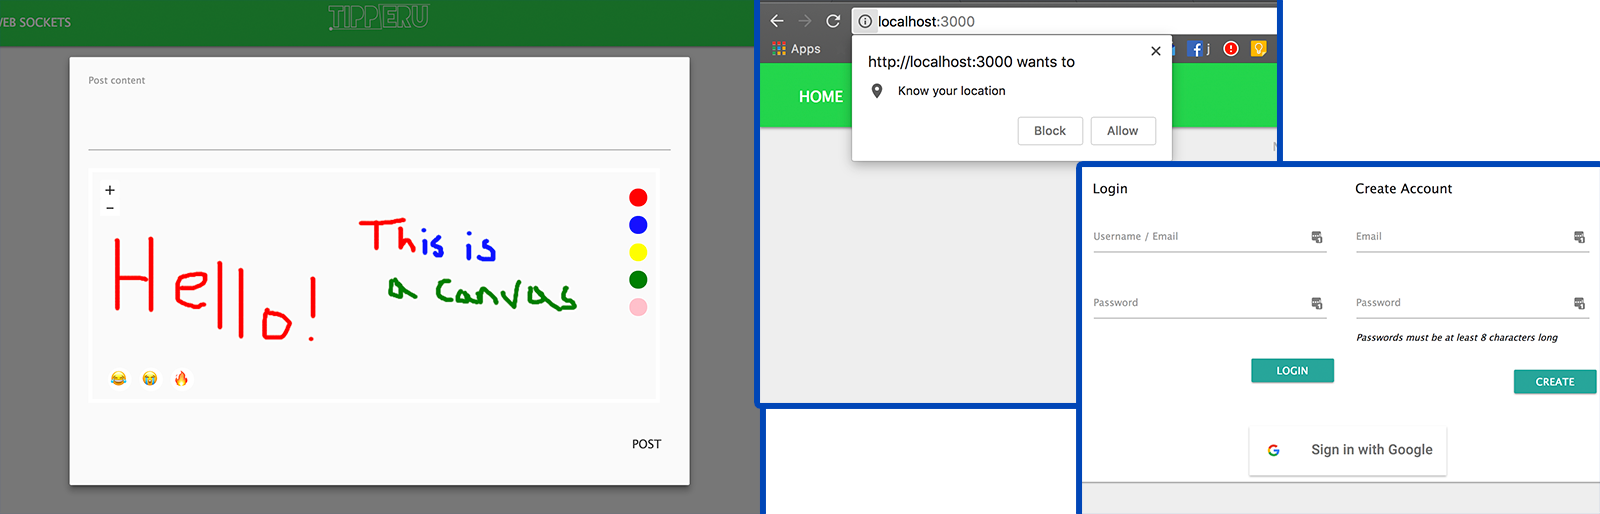 WEB SOCKETS
TIPPERU
Post content
+
-
Hello!
This is
a canvas
POST
localhost:3000
Apps
j
http://localhost:3000 wants to
Know your location
Block
Allow
HOME
Login
Create Account
Username / Email
Email
Password
Password
Passwords must be at least 8 characters long
LOGIN
CREATE
Sign in with Google